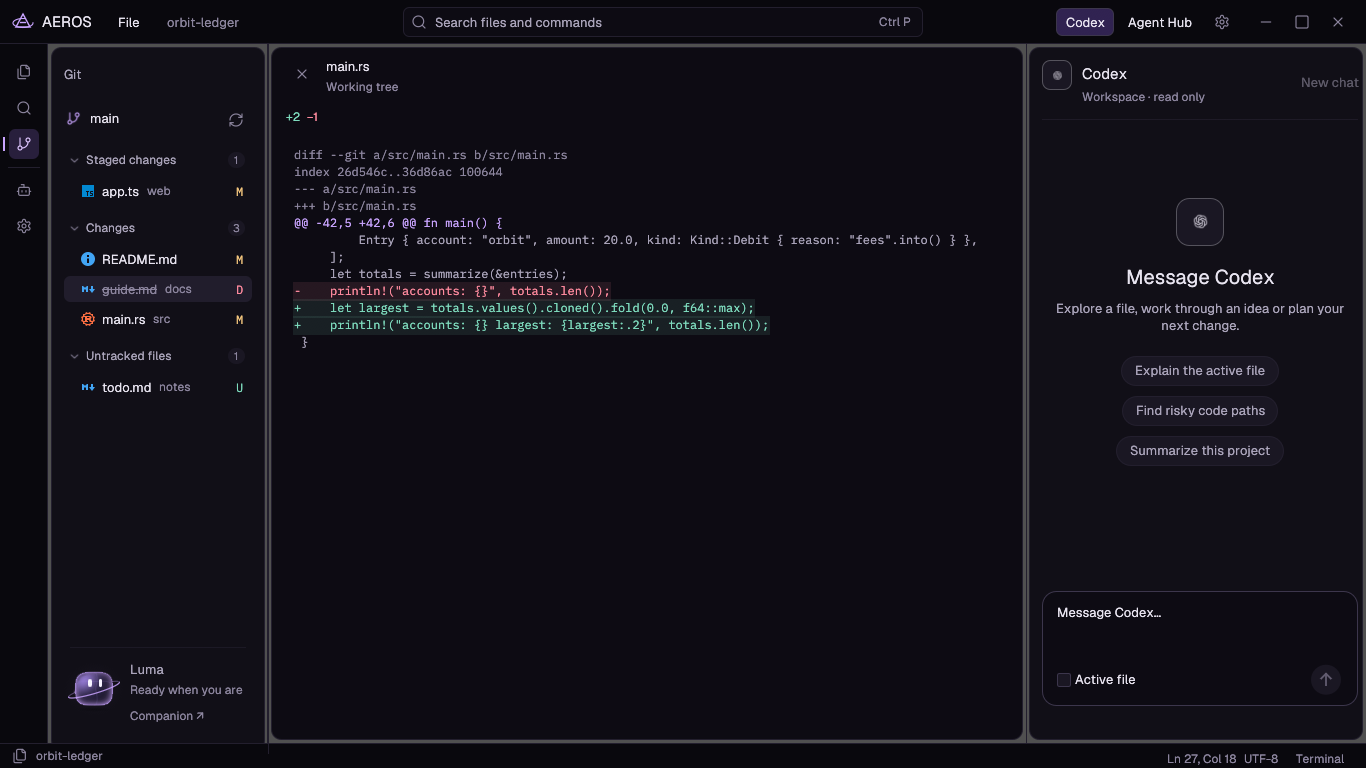 AEROS File orbit-ledger Search files and commands Ctrl P Codex Agent Hub
Git
main
Staged changes 1
TS app.ts web M
Changes 3
README.md M
guide.md docs D
main.rs src M
Untracked files 1
todo.md notes U
Luma
Ready when you are
Companion ↗
main.rs
Working tree
+2 −1
diff --git a/src/main.rs b/src/main.rs
index 26d546c..36d86ac 100644
--- a/src/main.rs
+++ b/src/main.rs
@@ -42,5 +42,6 @@ fn main() {
         Entry { account: "orbit", amount: 20.0, kind: Kind::Debit { reason: "fees".into() } },
     ];
     let totals = summarize(&entries);
-    println!("accounts: {}", totals.len());
+    let largest = totals.values().cloned().fold(0.0, f64::max);
+    println!("accounts: {} largest: {largest:.2}", totals.len());
 }
Codex
Workspace · read only
New chat
Message Codex
Explore a file, work through an idea or plan your
next change.
Explain the active file
Find risky code paths
Summarize this project
Message Codex…
Active file
orbit-ledger
Ln 27, Col 18 UTF-8 Terminal